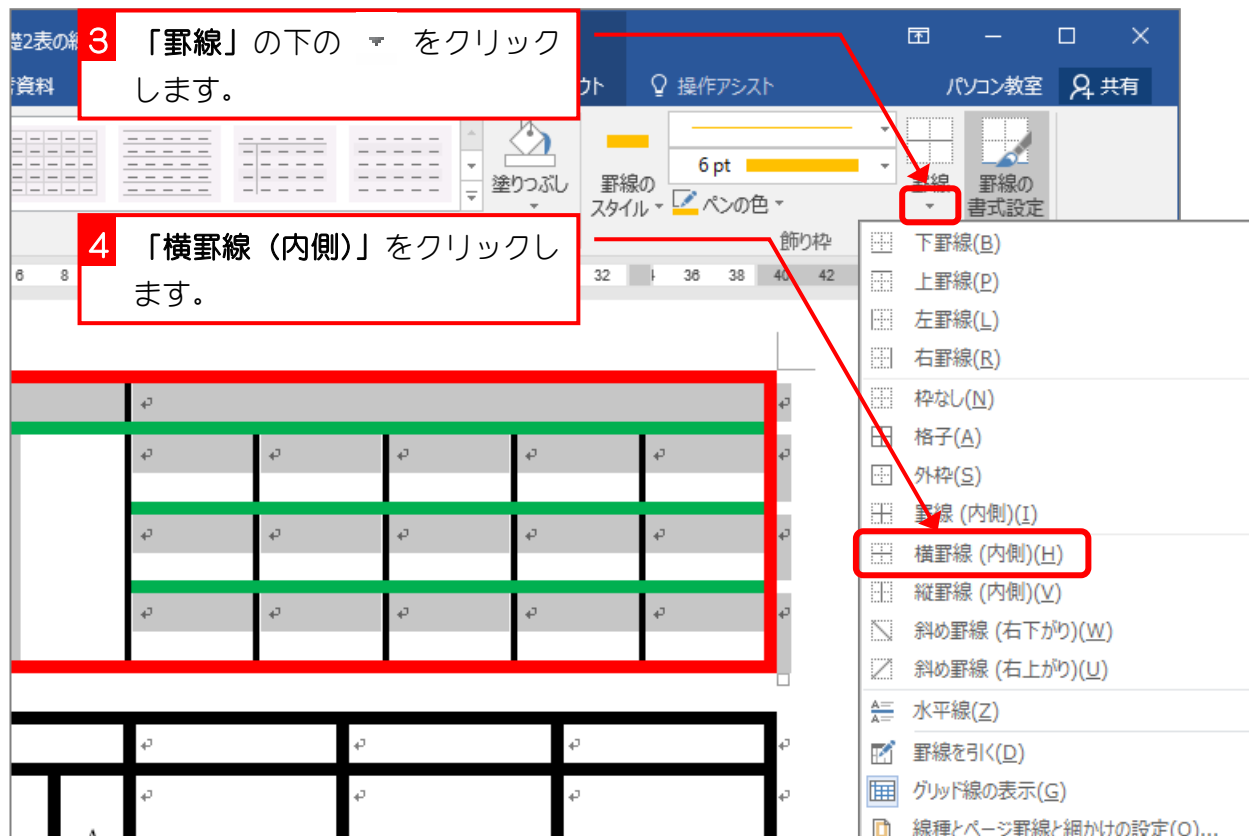 礎2表の線
3 「罫線」の下の ▼ をクリック
します。
資料
操作アシスト
パソコン教室
共有
塗りつぶし
罫線の
スタイル
6 pt
ペンの色
罫線
罫線の
書式設定
飾り枠
4 「横罫線（内側）」をクリックし
ます。
6 8 32 36 38 40 42
下罫線(B)
上罫線(P)
左罫線(L)
右罫線(R)
枠なし(N)
格子(A)
外枠(S)
罫線 (内側)(I)
横罫線 (内側)(H)
縦罫線 (内側)(V)
斜め罫線 (右下がり)(W)
斜め罫線 (右上がり)(U)
水平線(Z)
罫線を引く(D)
グリッド線の表示(G)
線種とページ罫線と網かけの設定(O)...